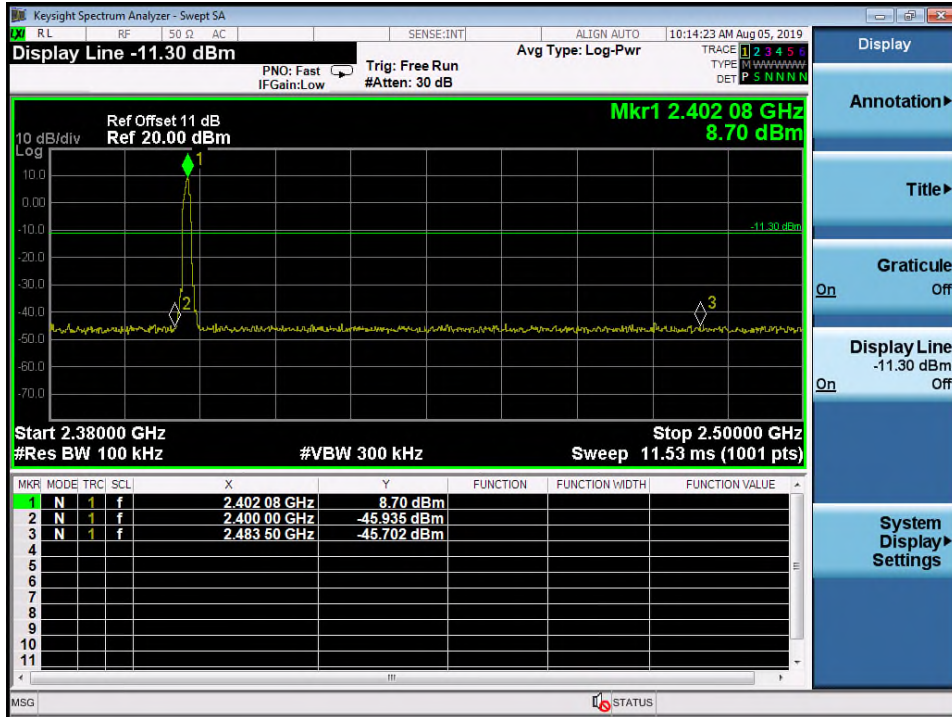 Keysight Spectrum Analyzer - Swept SA
LXI RL RF 50 Ω AC SENSE:INT ALIGN AUTO 10:14:23 AM Aug 05, 2019
Display Line -11.30 dBm
Avg Type: Log-Pwr
TRACE 1 2 3 4 5 6
PNO: Fast Trig: Free Run
TYPE M W W W W W
IFGain:Low #Atten: 30 dB
DET P S N N N N
Mkr1 2.402 08 GHz
8.70 dBm
Ref Offset 11 dB
10 dB/div Ref 20.00 dBm
Log
1
10.0
0.00
-10.0
-11.30 dBm
-20.0
-30.0
2
3
-40.0
-50.0
-60.0
-70.0
Start 2.38000 GHz Stop 2.50000 GHz
#Res BW 100 kHz #VBW 300 kHz Sweep 11.53 ms (1001 pts)
MKR MODE TRC SCL X Y FUNCTION FUNCTION WIDTH FUNCTION VALUE
1 N 1 f 2.402 08 GHz 8.70 dBm
2 N 1 f 2.400 00 GHz -45.935 dBm
3 N 1 f 2.483 50 GHz -45.702 dBm
4
5
6
7
8
9
10
11
MSG STATUS
Display
Annotation
Title
Graticule
On Off
Display Line
-11.30 dBm
On Off
System
Display
Settings